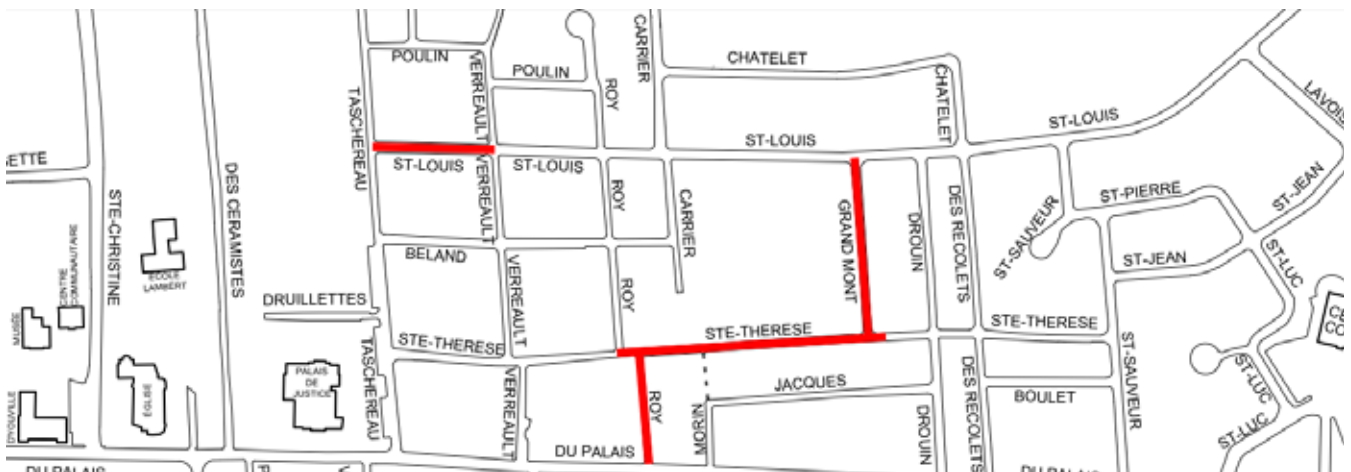 CARRIER
POULIN
VERREAULT
POULIN
ROY
CHATELET
CHATELET
TASCHEREAU
LAVOIS
ST-LOUIS
ST-LOUIS
ETTE
ST-LOUIS
ST-LOUIS
VERREAULT
DES CERAMISTES
STE-CHRISTINE
ROY
CARRIER
GRAND MONT
DROUIN
DES RECOLETS
ST-SAUVEUR
ST-PIERRE
ST-JEAN
ST-JEAN
ST-LUC
CENTRE
COMMUNAUTAIRE
ECOLE
LAMBERT
BELAND
VERREAULT
ROY
DRUILLETTES
MUSEE
STE-THERESE
STE-THERESE
STE-THERESE
CE
CO
TASCHEREAU
EGLISE
PALAIS
DE
JUSTICE
VERREAULT
ROY
MORIN
JACQUES
DROUIN
DES RECOLETS
BOULET
ST-SAUVEUR
ST-LUC
ST-LUC
DU PALAIS
DU PALAIS
DU PALAIS